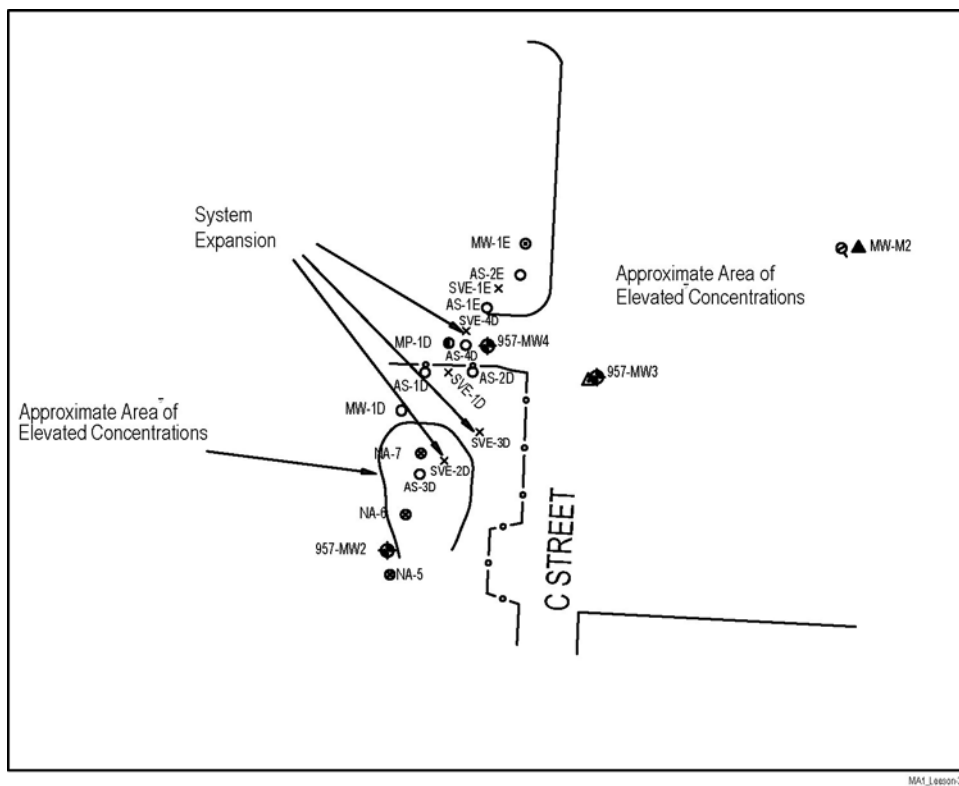 System
Expansion
MW-1E
MW-M2
AS-2E
Approximate Area of
Elevated Concentrations
SVE-1E
AS-1E
SVE-4D
MP-1D
957-MW4
AS-4D
957-MW3
AS-1D
SVE-1D
AS-2D
Approximate Area of
Elevated Concentrations
MW-1D
SVE-3D
NA-7
SVE-2D
AS-3D
NA-6
957-MW2
NA-5
C STREET